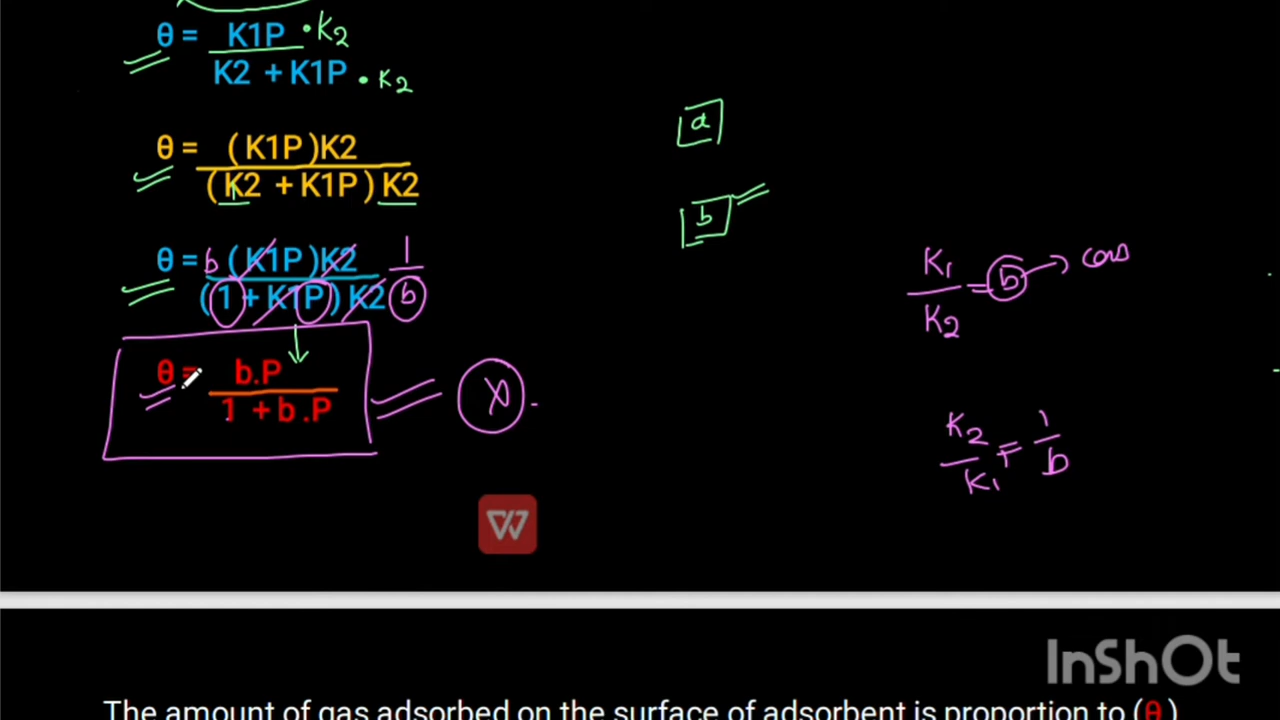 θ = K1P • K2
K2 + K1P • K2
a
θ = (K1P)K2
(K2 + K1P) K2
b
θ = b (K1P)K2 1
(1 + K1P) K2 b
K1 = b → cons
K2
θ = b.P
1 + b .P
K2 = 1
K1 b
InShOt
The amount of gas adsorbed on the surface of adsorbent is proportion to (θ)